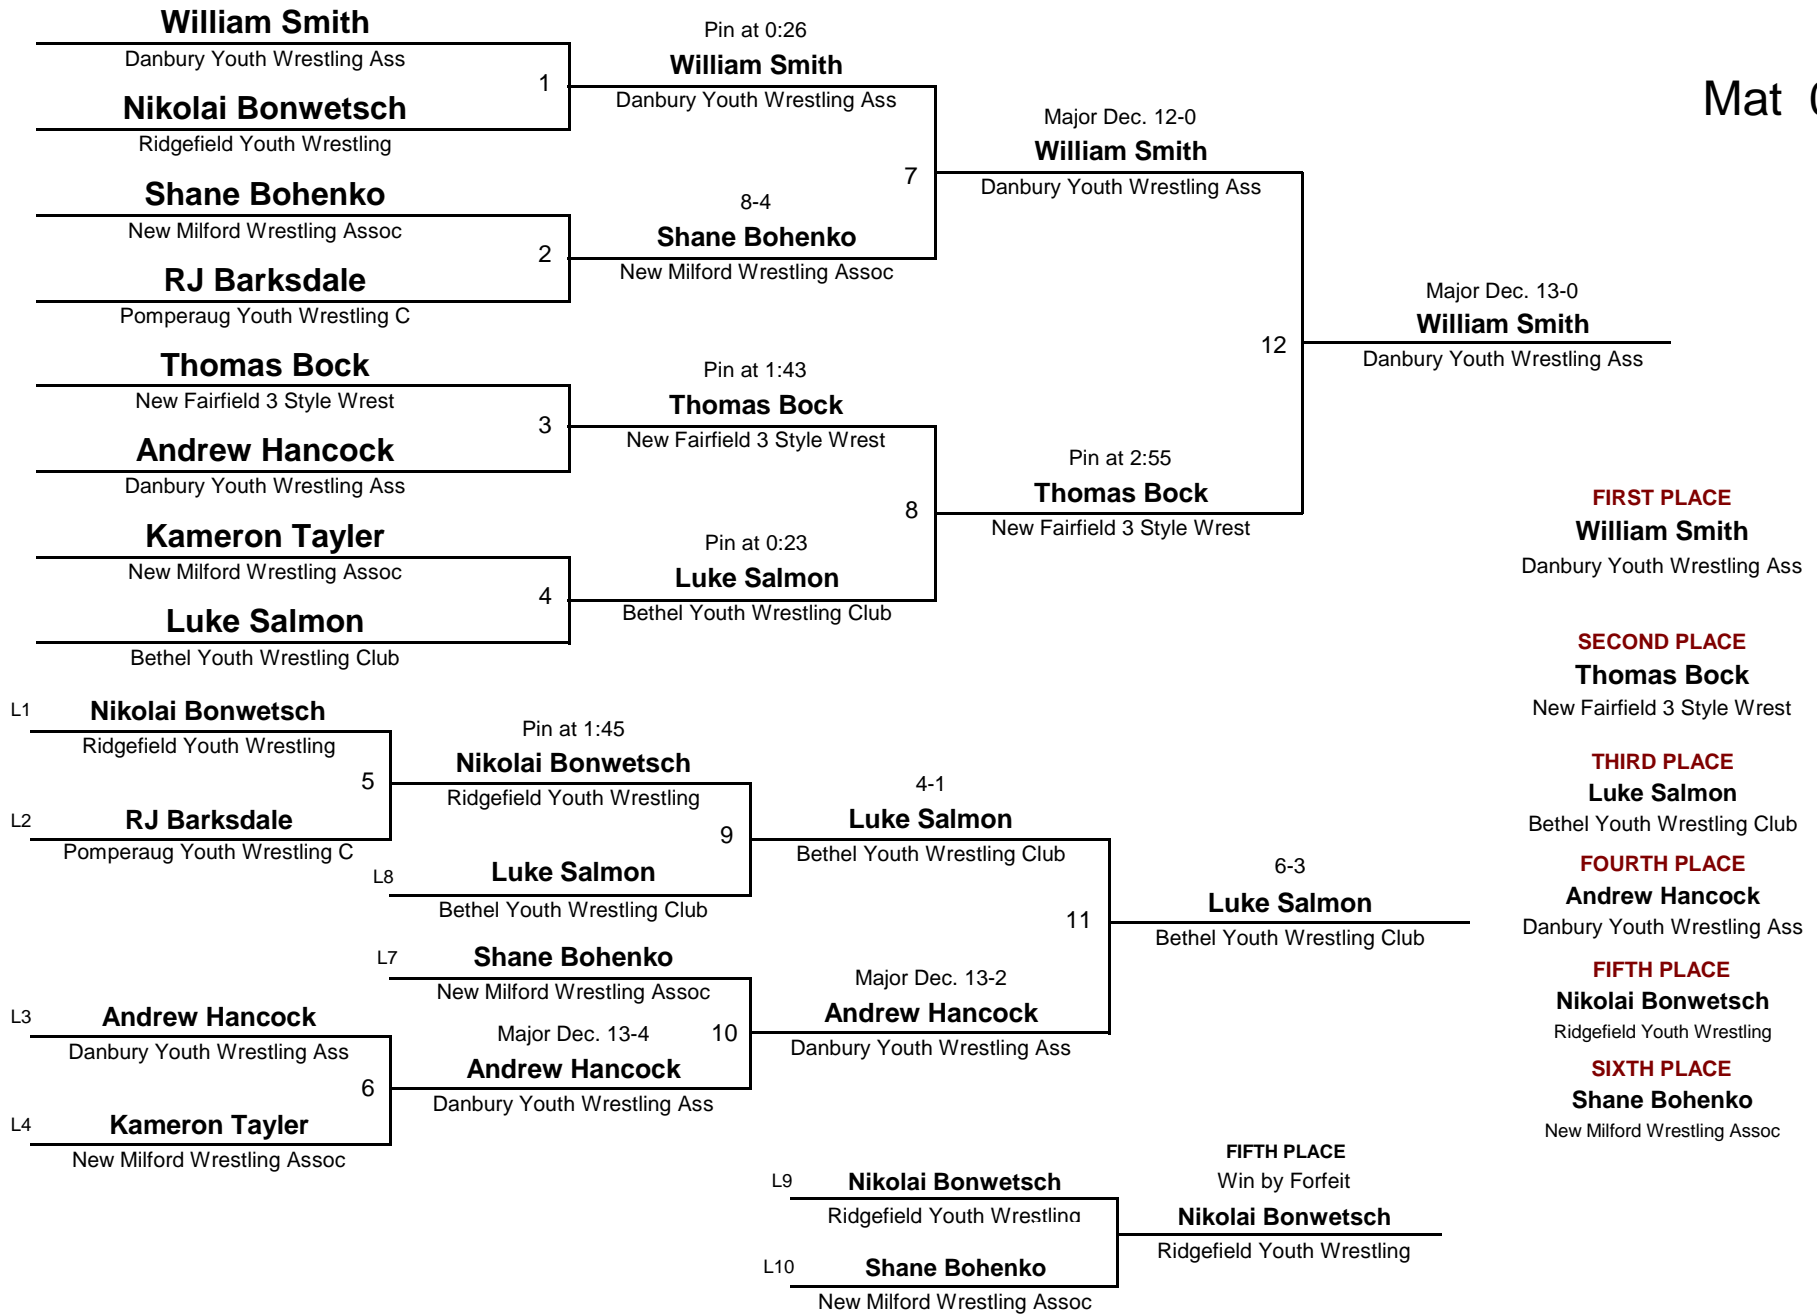 William Smith
Danbury Youth Wrestling Ass
1
Nikolai Bonwetsch
Ridgefield Youth Wrestling
Shane Bohenko
New Milford Wrestling Assoc
2
RJ Barksdale
Pomperaug Youth Wrestling C
Thomas Bock
New Fairfield 3 Style Wrest
3
Andrew Hancock
Danbury Youth Wrestling Ass
Kameron Tayler
New Milford Wrestling Assoc
4
Luke Salmon
Bethel Youth Wrestling Club
Pin at 0:26
William Smith
Danbury Youth Wrestling Ass
7
8-4
Shane Bohenko
New Milford Wrestling Assoc
Pin at 1:43
Thomas Bock
New Fairfield 3 Style Wrest
8
Pin at 0:23
Luke Salmon
Bethel Youth Wrestling Club
Major Dec. 12-0
William Smith
Danbury Youth Wrestling Ass
12
Pin at 2:55
Thomas Bock
New Fairfield 3 Style Wrest
Major Dec. 13-0
William Smith
Danbury Youth Wrestling Ass
Mat 0
L1 Nikolai Bonwetsch
Ridgefield Youth Wrestling
5
L2 RJ Barksdale
Pomperaug Youth Wrestling C
L3 Andrew Hancock
Danbury Youth Wrestling Ass
6
L4 Kameron Tayler
New Milford Wrestling Assoc
Pin at 1:45
Nikolai Bonwetsch
Ridgefield Youth Wrestling
9
L8 Luke Salmon
Bethel Youth Wrestling Club
L7 Shane Bohenko
New Milford Wrestling Assoc
10
Major Dec. 13-4
Andrew Hancock
Danbury Youth Wrestling Ass
4-1
Luke Salmon
Bethel Youth Wrestling Club
11
Major Dec. 13-2
Andrew Hancock
Danbury Youth Wrestling Ass
6-3
Luke Salmon
Bethel Youth Wrestling Club
L9 Nikolai Bonwetsch
Ridgefield Youth Wrestling
L10 Shane Bohenko
New Milford Wrestling Assoc
FIFTH PLACE
Win by Forfeit
Nikolai Bonwetsch
Ridgefield Youth Wrestling
FIRST PLACE
William Smith
Danbury Youth Wrestling Ass
SECOND PLACE
Thomas Bock
New Fairfield 3 Style Wrest
THIRD PLACE
Luke Salmon
Bethel Youth Wrestling Club
FOURTH PLACE
Andrew Hancock
Danbury Youth Wrestling Ass
FIFTH PLACE
Nikolai Bonwetsch
Ridgefield Youth Wrestling
SIXTH PLACE
Shane Bohenko
New Milford Wrestling Assoc